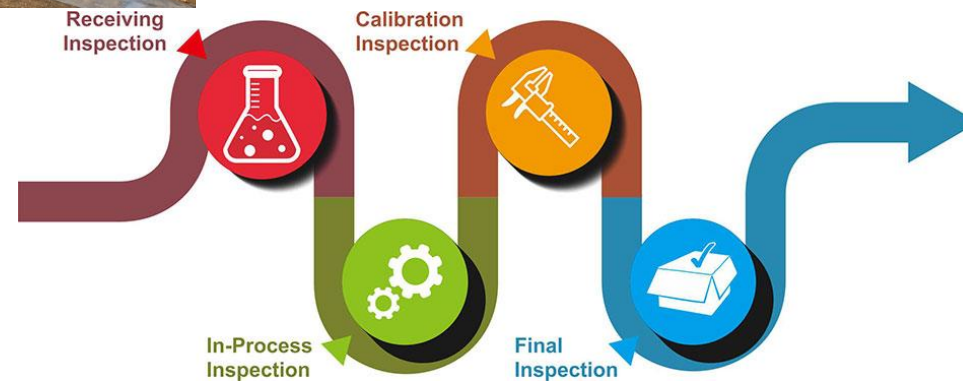 Receiving
Inspection
In-Process
Inspection
Calibration
Inspection
Final
Inspection